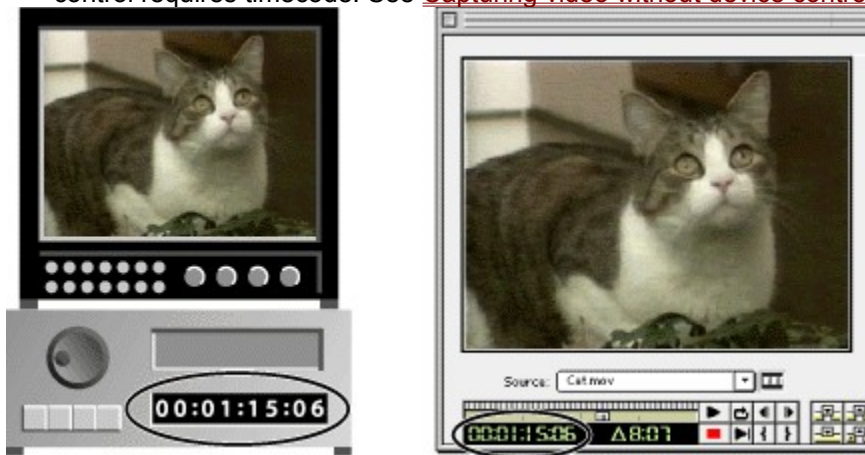 control requires timecode. See Capturing video without device contro
Source: Cat.mov
00:01:15:06
00:01:15:06 Δ8:07